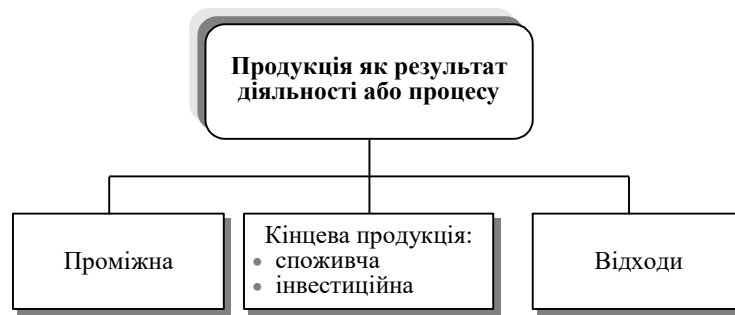 Продукція як результат
діяльності або процесу
Проміжна
Кінцева продукція:
• споживча
• інвестиційна
Відходи